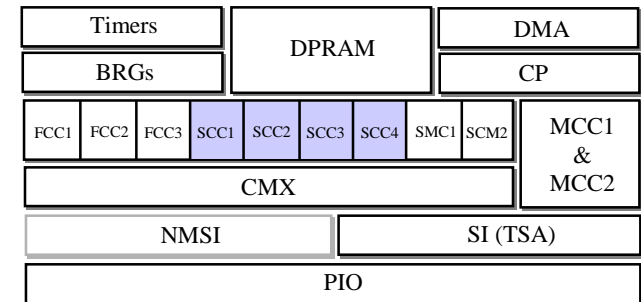 Timers
DPRAM
DMA
BRGs
CP
FCC1 FCC2 FCC3 SCC1 SCC2 SCC3 SCC4 SMC1 SCM2
MCC1
&
MCC2
CMX
NMSI
SI (TSA)
PIO